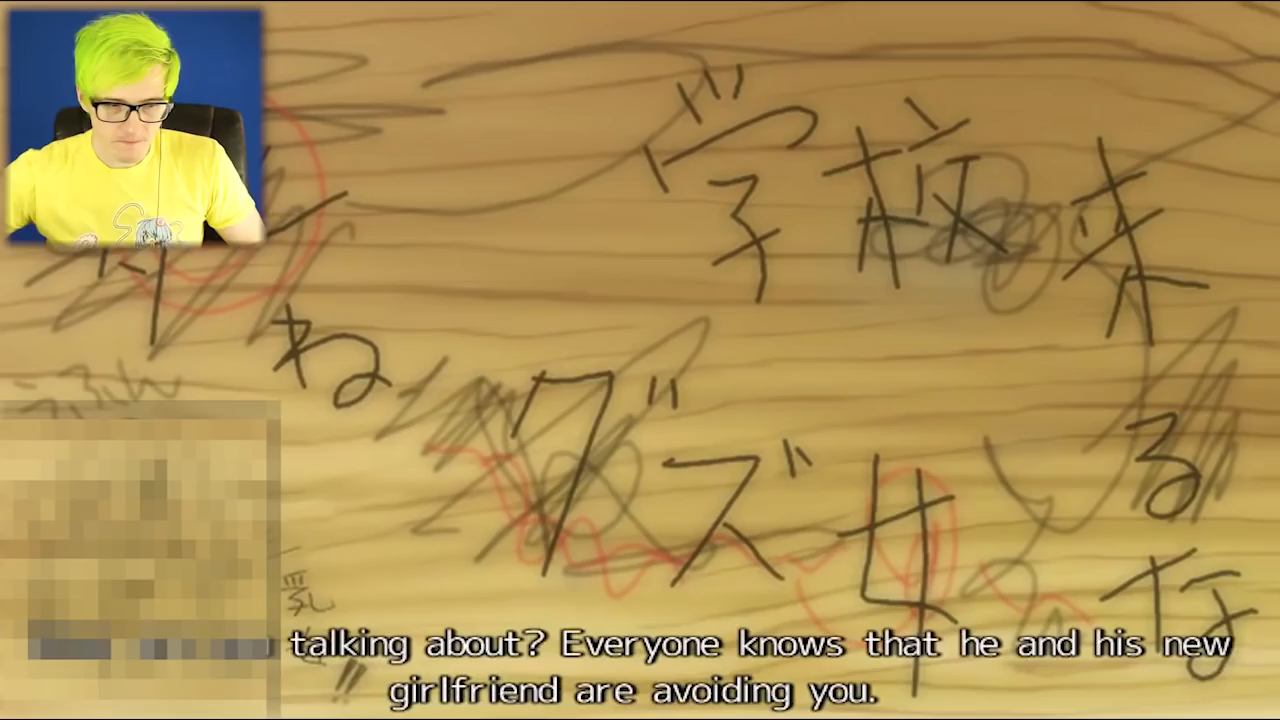 学校来
るな
ね
グズ女
talking about? Everyone knows that he and his new
girlfriend are avoiding you.